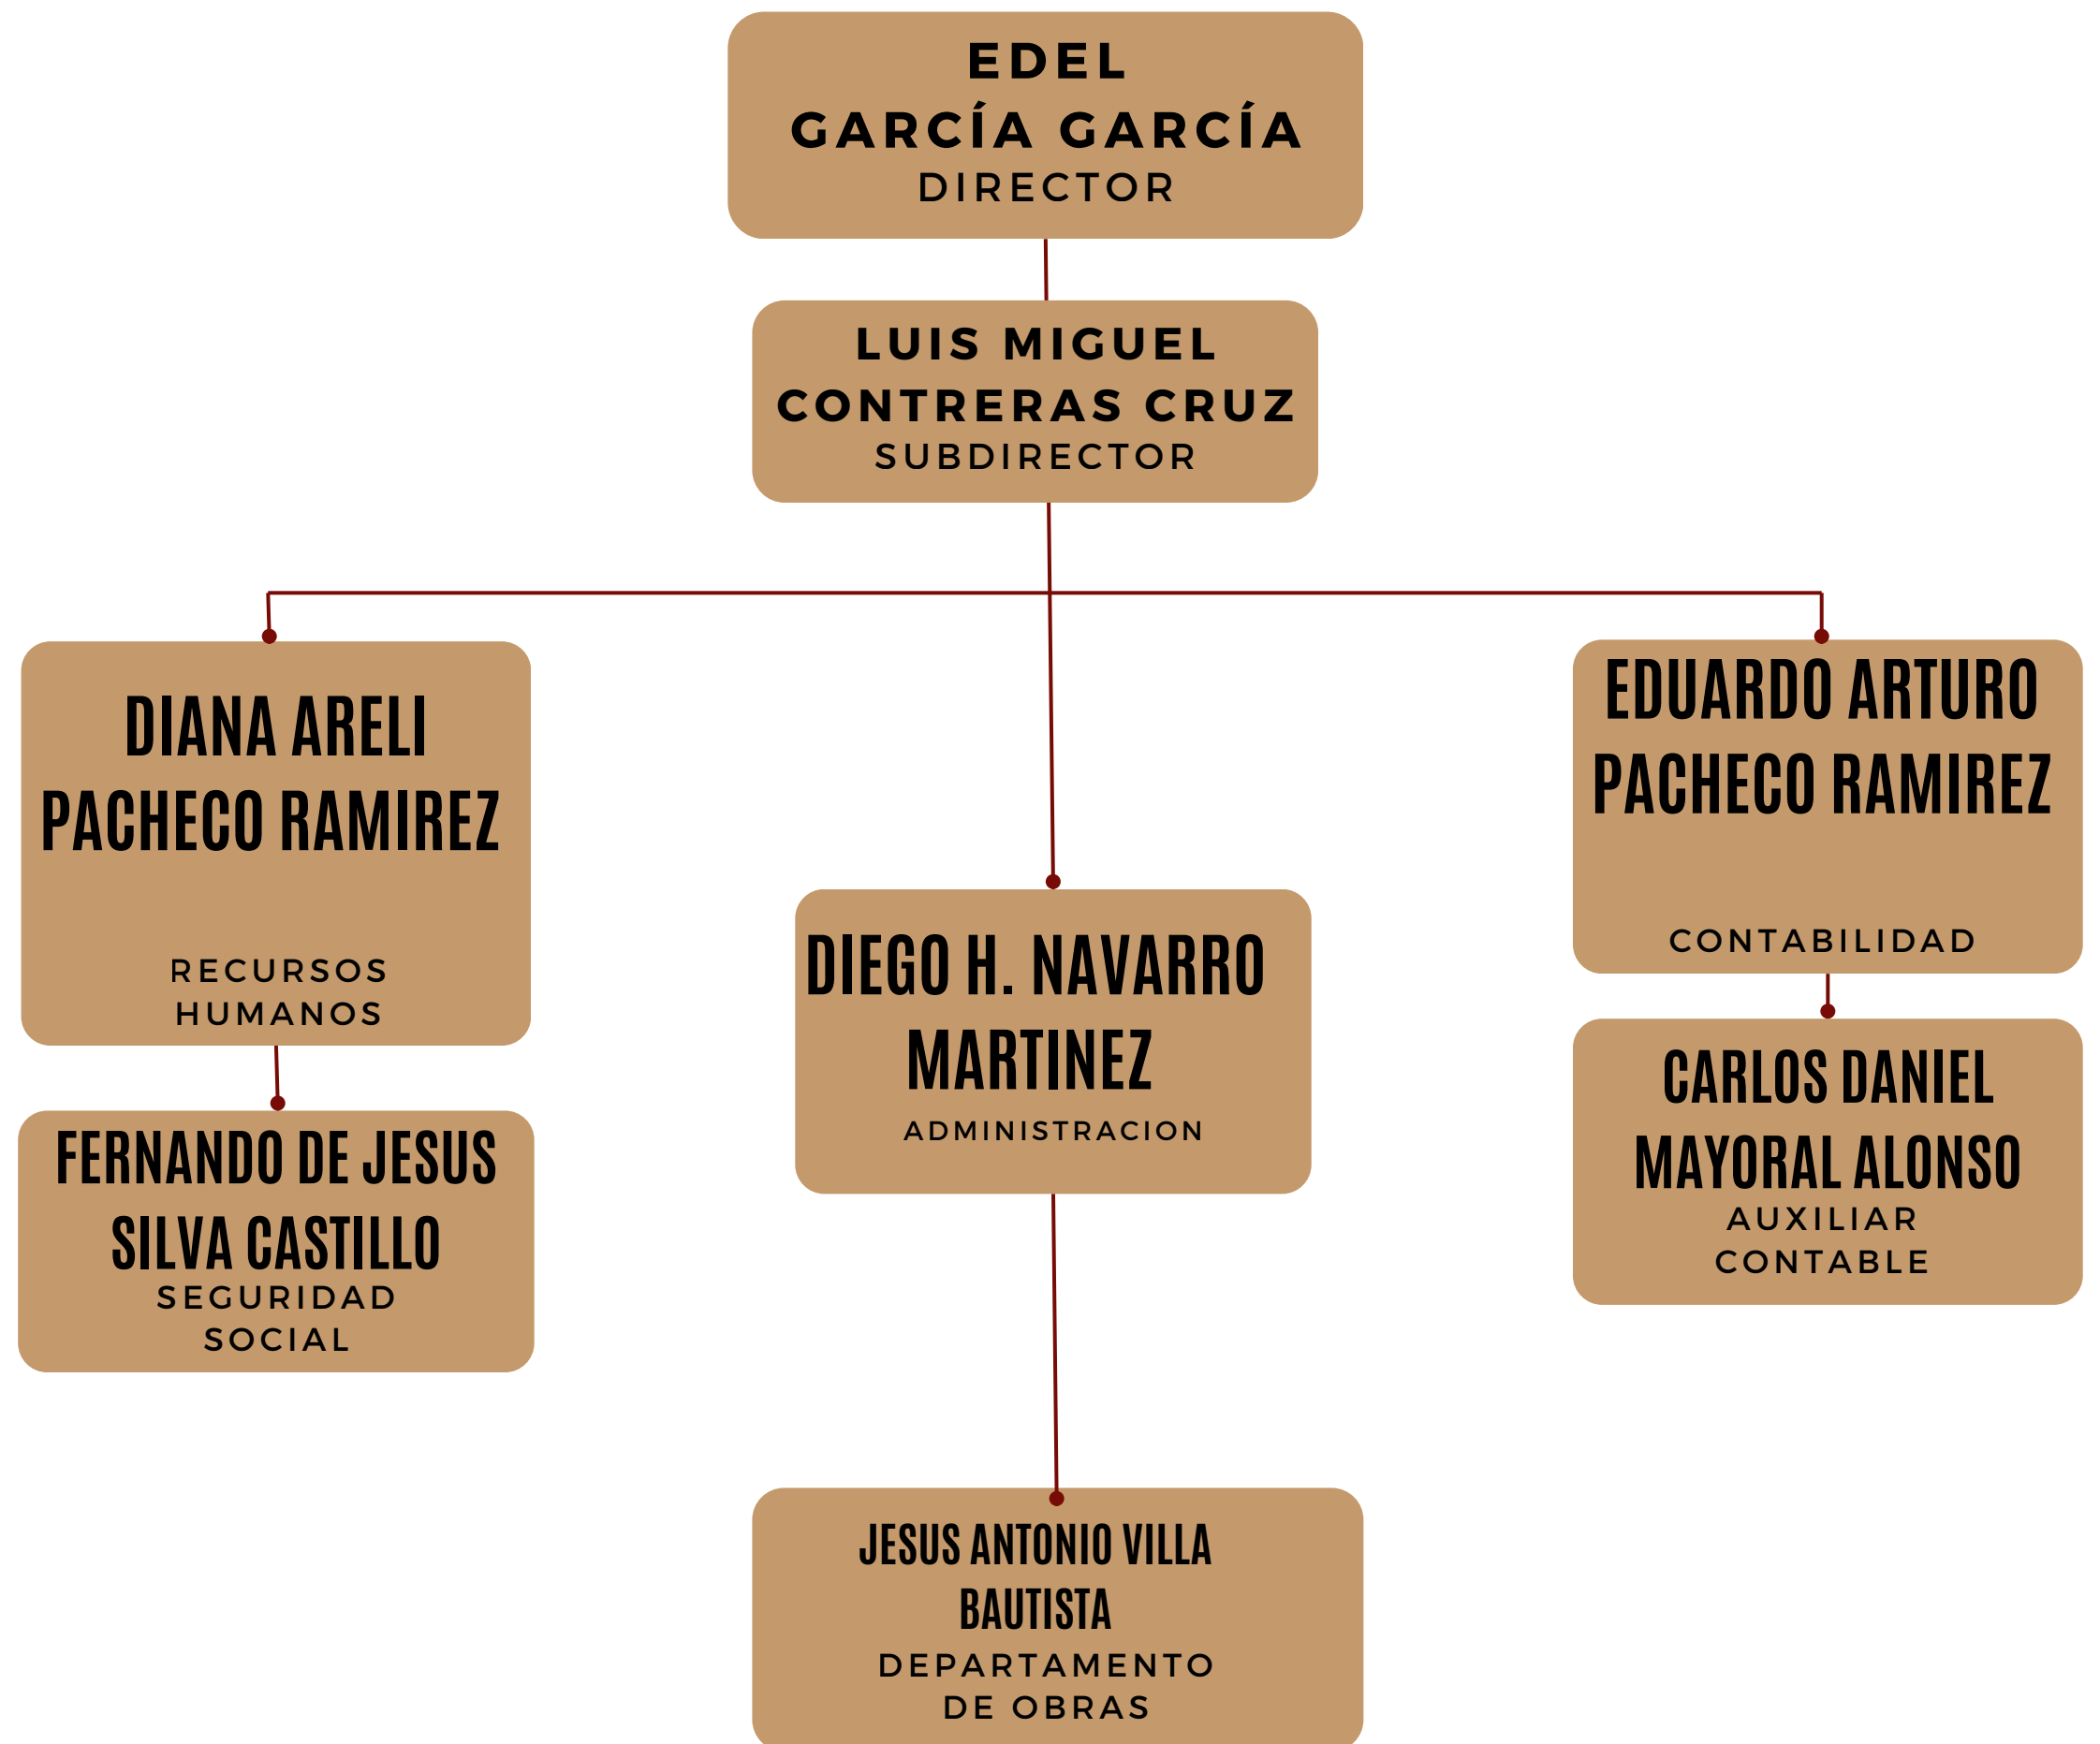 EDEL
GARCÍA GARCÍA
DIRECTOR
LUIS MIGUEL
CONTRERAS CRUZ
SUBDIRECTOR
DIANA ARELI
PACHECO RAMIREZ
RECURSOS
HUMANOS
FERNANDO DE JESUS
SILVA CASTILLO
SEGURIDAD
SOCIAL
DIEGO H. NAVARRO
MARTINEZ
ADMINISTRACION
JESUS ANTONIO VILLA
BAUTISTA
DEPARTAMENTO
DE OBRAS
EDUARDO ARTURO
PACHECO RAMIREZ
CONTABILIDAD
CARLOS DANIEL
MAYORAL ALONSO
AUXILIAR
CONTABLE